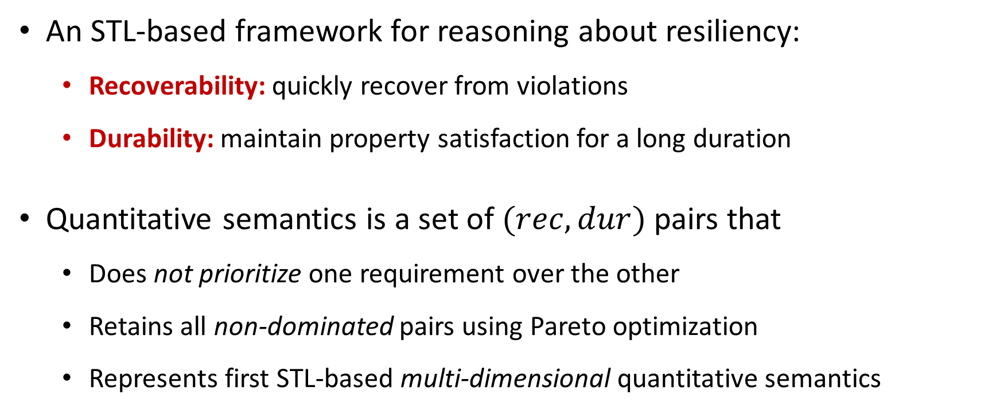 • An STL-based framework for reasoning about resiliency:
• Recoverability: quickly recover from violations
• Durability: maintain property satisfaction for a long duration
• Quantitative semantics is a set of (rec, dur) pairs that
• Does not prioritize one requirement over the other
• Retains all non-dominated pairs using Pareto optimization
• Represents first STL-based multi-dimensional quantitative semantics